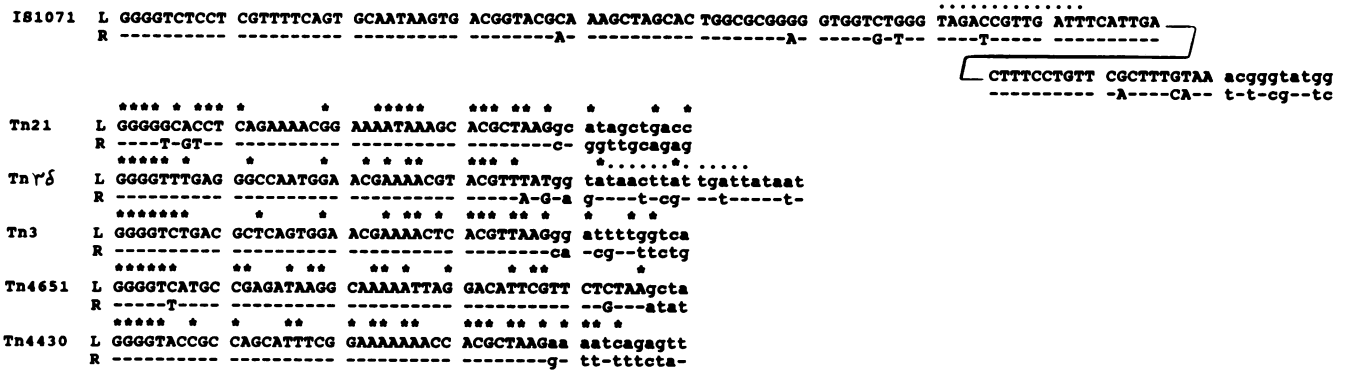 ..............
IS1071 L GGGGTCTCCT CGTTTTCAGT GCAATAAGTG ACGGTACGCA AAGCTAGCAC TGGCGCGGGG GTGGTCTGGG TAGACCGTTG ATTTCATTGA
R ---------- ---------- ---------- --------A- ---------- --------A- -----G-T-- ----T----- ----------
CTTTCCTGTT CGCTTTGTAA acgggtatgg
---------- -A----CA-- t-t-cg--tc
**** * *** * * ***** *** ** * * * *
Tn21 L GGGGGCACCT CAGAAAACGG AAAATAAAGC ACGCTAAGgc atagctgacc
R ----T-GT-- ---------- ---------- --------c- ggttgcagag
***** * * * * * ** *** * *......*......
Tnγδ L GGGGTTTGAG GGCCAATGGA ACGAAAACGT ACGTTTATgg tataacttat tgattataat
R ---------- ---------- ---------- -----A-G-a g----t-cg- --t-----t-
******* * * * ** * *** ** * * * *
Tn3 L GGGGTCTGAC GCTCAGTGGA ACGAAAACTC ACGTTAAGgg attttggtca
R ---------- ---------- ---------- --------ca -cg--ttctg
****** ** * ** ** * * * ** *
Tn4651 L GGGGTCATGC CGAGATAAGG CAAAAATTAG GACATTCGTT CTCTAAgcta
R -----T---- ---------- ---------- ---------- --G---atat
***** * * ** * ** ** *** ** * * ** *
Tn4430 L GGGGTACCGC CAGCATTTCG GAAAAAAACC ACGCTAAGaa aatcagagtt
R ---------- ---------- ---------- --------g- tt-tttcta-